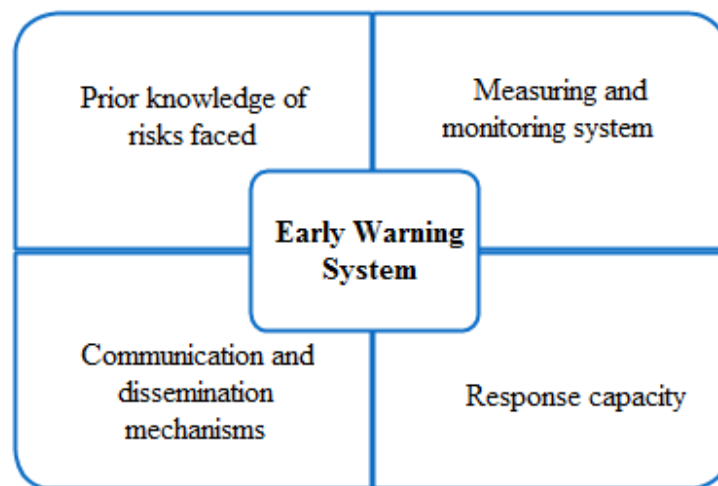 Prior knowledge of
risks faced
Measuring and
monitoring system
Early Warning
System
Communication and
dissemination
mechanisms
Response capacity